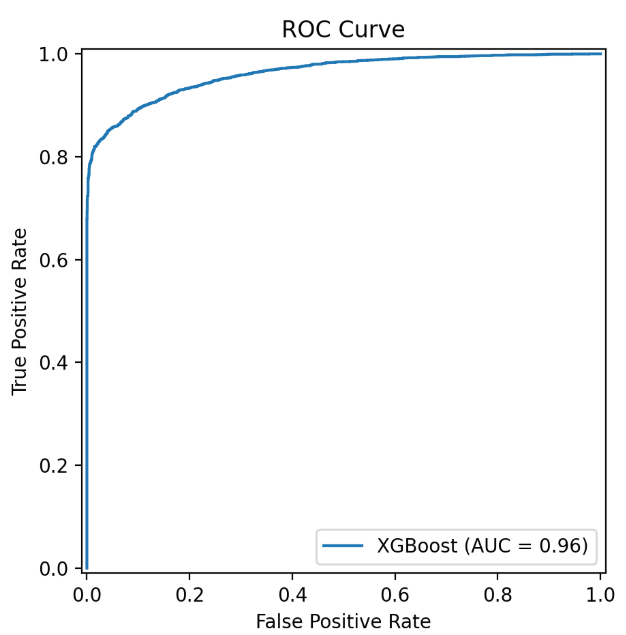 ROC Curve
1.0
0.8
0.6
0.4
0.2
0.0
True Positive Rate
XGBoost (AUC = 0.96)
0.0 0.2 0.4 0.6 0.8 1.0
False Positive Rate